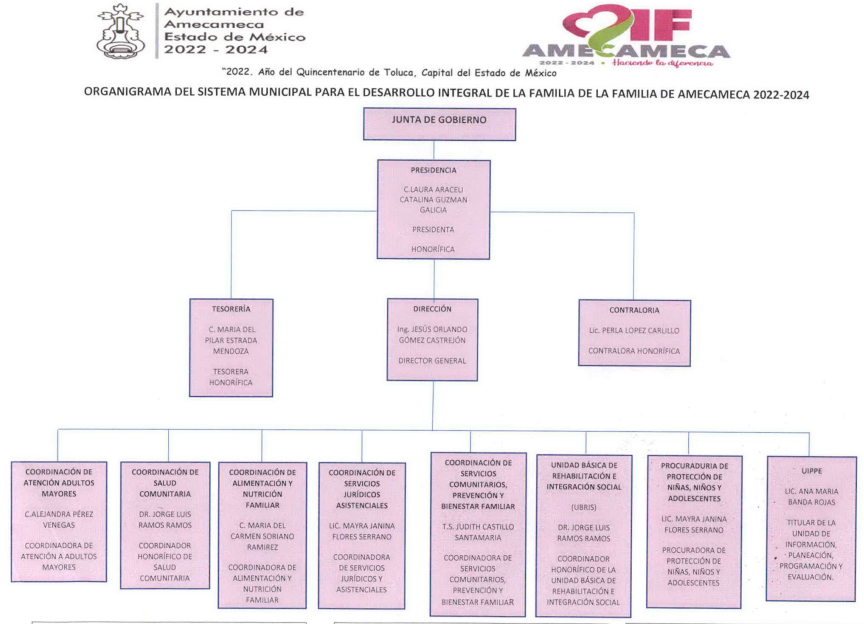 Ayuntamiento de
Amecameca
Estado de México
2022 - 2024
DIF
AMECAMECA
2022 - 2024 • Haciendo la diferencia
"2022. Año del Quincentenario de Toluca, Capital del Estado de México
ORGANIGRAMA DEL SISTEMA MUNICIPAL PARA EL DESARROLLO INTEGRAL DE LA FAMILIA DE LA FAMILIA DE AMECAMECA 2022-2024
JUNTA DE GOBIERNO
PRESIDENCIA
C.LAURA ARACELI
CATALINA GUZMAN
GALICIA
PRESIDENTA
HONORÍFICA
TESORERÍA
C. MARIA DEL
PILAR ESTRADA
MENDOZA
TESORERA
HONORÍFICA
DIRECCIÓN
Ing. JESÚS ORLANDO
GÓMEZ CASTREJÓN
DIRECTOR GENERAL
CONTRALORIA
Lic. PERLA LOPEZ CARLILLO
CONTRALORA HONORÍFICA
COORDINACIÓN DE
ATENCIÓN ADULTOS
MAYORES
C.ALEJANDRA PÉREZ
VENEGAS
COORDINADORA DE
ATENCIÓN A ADULTOS
MAYORES
COORDINACIÓN DE
SALUD
COMUNITARIA
DR. JORGE LUIS
RAMOS RAMOS
COORDINADOR
HONORÍFICO DE
SALUD
COMUNITARIA
COORDINACIÓN DE
ALIMENTACIÓN Y
NUTRICIÓN
FAMILIAR
C. MARIA DEL
CARMEN SORIANO
RAMIREZ
COORDINADORA DE
ALIMENTACIÓN Y
NUTRICIÓN
FAMILIAR
COORDINACIÓN DE
SERVICIOS
JURÍDICOS
ASISTENCIALES
LIC. MAYRA JANINA
FLORES SERRANO
COORDINADORA
DE SERVICIOS
JURÍDICOS Y
ASISTENCIALES
COORDINACIÓN DE
SERVICIOS
COMUNITARIOS,
PREVENCIÓN Y
BIENESTAR FAMILIAR
T.S. JUDITH CASTILLO
SANTAMARIA
COORDINADORA DE
SERVICIOS
COMUNITARIOS,
PREVENCIÓN Y
BIENESTAR FAMILIAR
UNIDAD BÁSICA DE
REHABILITACIÓN E
INTEGRACIÓN SOCIAL
(UBRIS)
DR. JORGE LUIS
RAMOS RAMOS
COORDINADOR
HONORÍFICO DE LA
UNIDAD BÁSICA DE
REHABILITACIÓN E
INTEGRACIÓN SOCIAL
PROCURADURIA DE
PROTECCIÓN DE
NIÑAS, NIÑOS Y
ADOLESCENTES
LIC. MAYRA JANINA
FLORES SERRANO
PROCURADORA DE
PROTECCIÓN DE
NIÑAS, NIÑOS Y
ADOLESCENTES
UIPPE
LIC. ANA MARIA
BANDA ROJAS
TITULAR DE LA
UNIDAD DE
INFORMACIÓN,
PLANEACIÓN,
PROGRAMACIÓN Y
EVALUACIÓN.